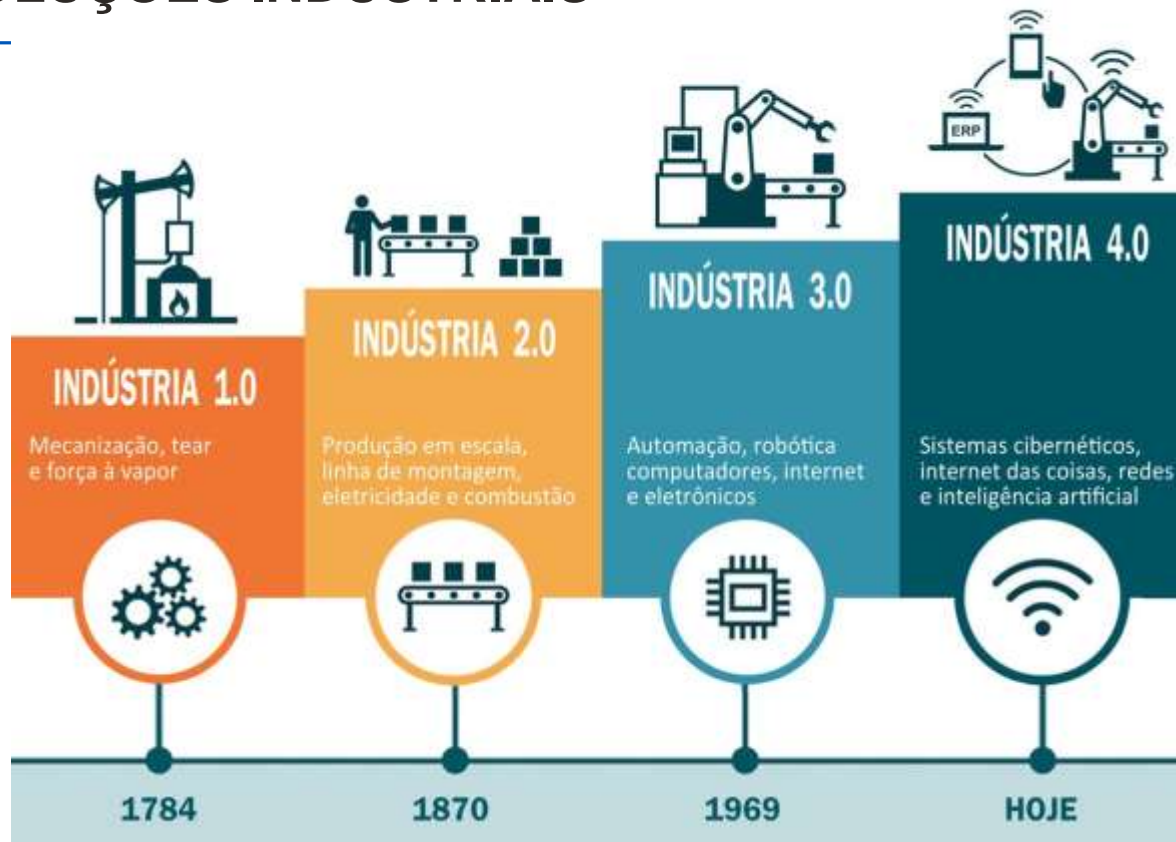 INDÚSTRIA 1.0
Mecanização, tear
e força à vapor
1784
INDÚSTRIA 2.0
Produção em escala,
linha de montagem,
eletricidade e combustão
1870
INDÚSTRIA 3.0
Automação, robótica
computadores, internet
e eletrônicos
1969
ERP
INDÚSTRIA 4.0
Sistemas cibernéticos,
internet das coisas, redes
e inteligência artificial
HOJE